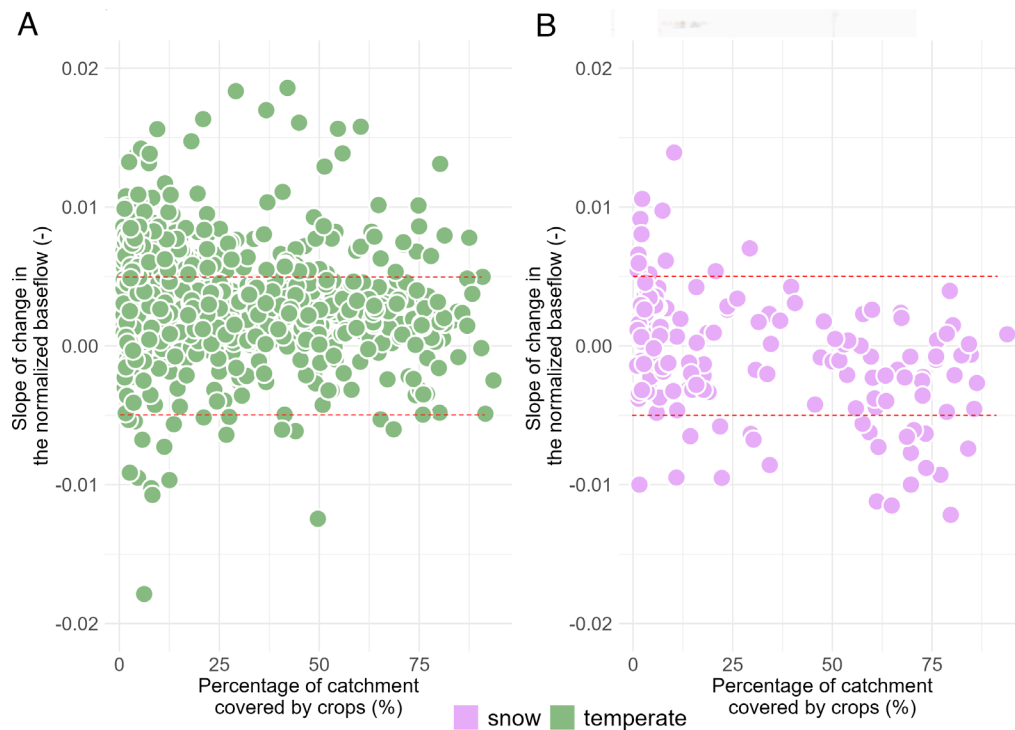 A
B
0.02
0.01
0.00
-0.01
-0.02
Slope of change in
the normalized baseflow (-)
0
25
50
75
Percentage of catchment
covered by crops (%)
0.02
0.01
0.00
-0.01
-0.02
Slope of change in
the normalized baseflow (-)
0
25
50
75
Percentage of catchment
covered by crops (%)
snow
temperate